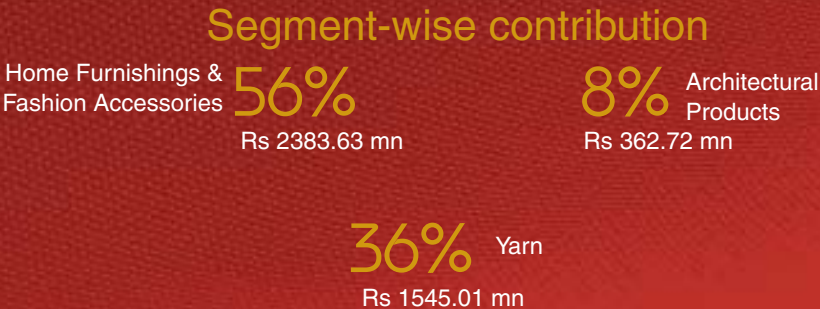 Segment-wise contribution
Home Furnishings &
Fashion Accessories
56%
Rs 2383.63 mn
8%
Architectural
Products
Rs 362.72 mn
36%
Yarn
Rs 1545.01 mn